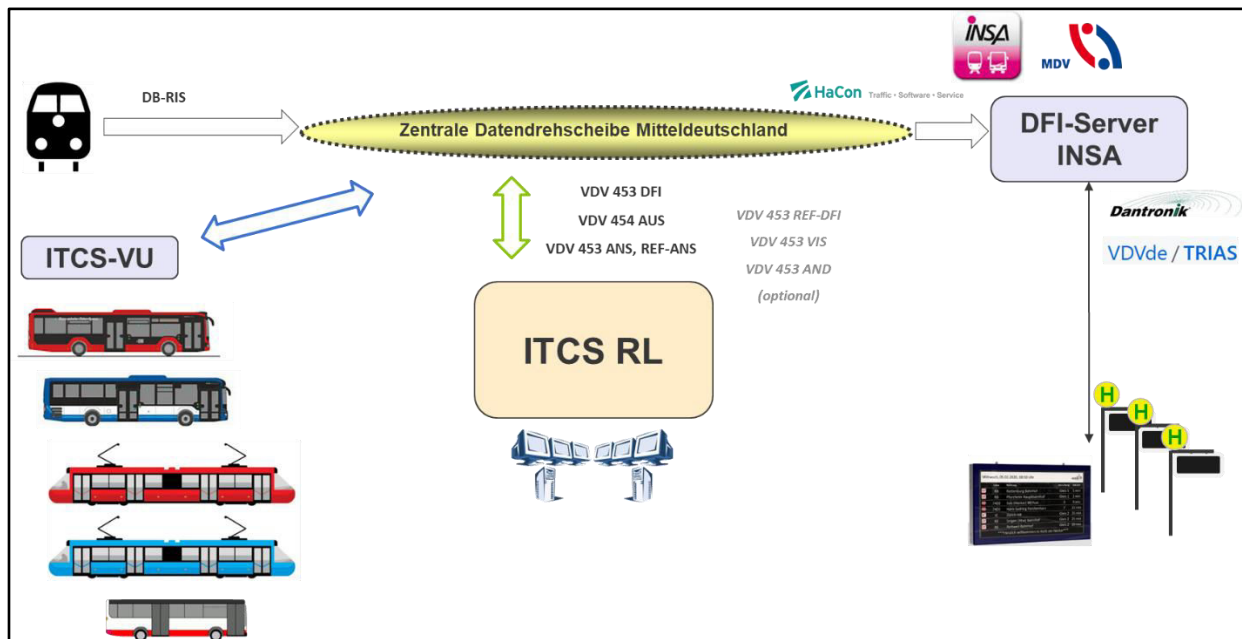 iNSA
MDV
DB-RIS
HaCon Traffic • Software • Service
Zentrale Datendrehscheibe Mitteldeutschland
DFI-Server
INSA
VDV 453 DFI
VDV 454 AUS
VDV 453 ANS, REF-ANS
VDV 453 REF-DFI
VDV 453 VIS
VDV 453 AND
(optional)
Dantronik
VDVde / TRIAS
ITCS-VU
ITCS RL
H
H
H